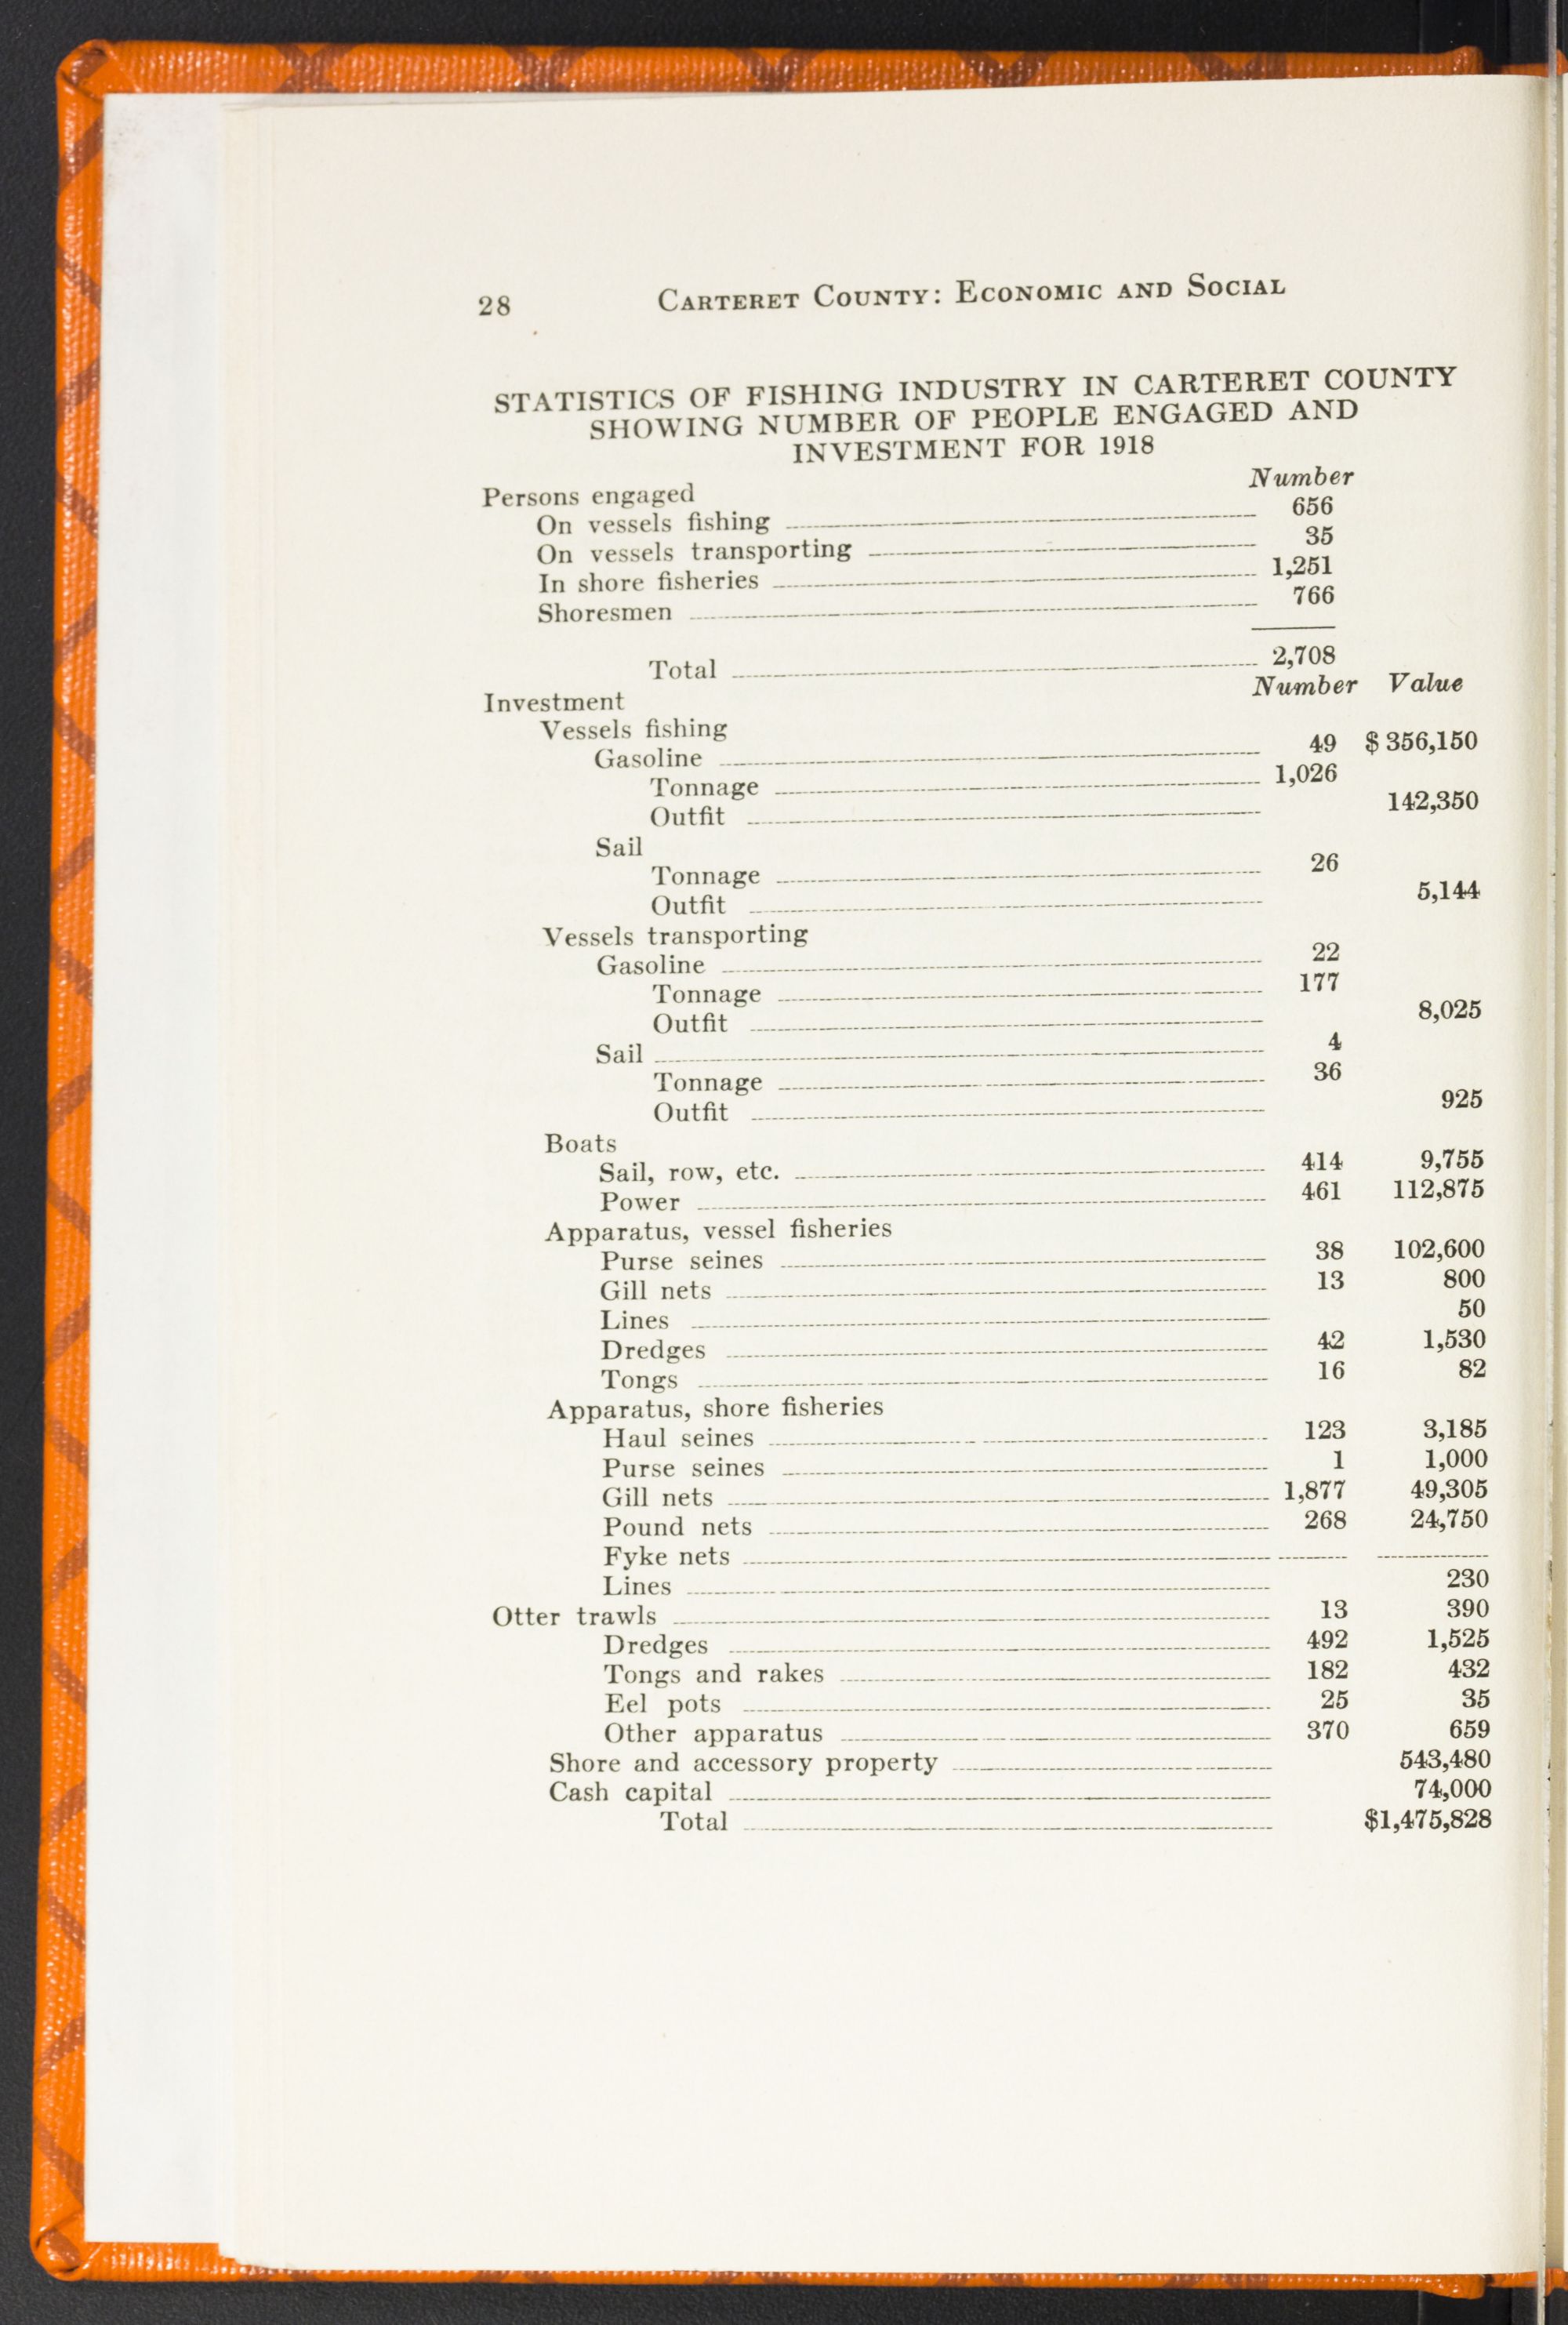 28 CARTERET COUNTY: ECONOMIC AND SOCIAL
STATISTICS OF FISHING INDUSTRY IN CARTERET COUNTY
SHOWING NUMBER OF PEOPLE ENGAGED AND
INVESTMENT FOR 1918
Persons engaged Number
On vessels fishing 656
On vessels transporting 35
In shore fisheries 1,251
Shoresmen 766
Total 2,708
Investment Number Value
Vessels fishing
Gasoline 49 $ 356,150
Tonnage 1,026
Outfit 142,350
Sail
Tonnage 26
Outfit 5,144
Vessels transporting
Gasoline 22
Tonnage 177
Outfit 8,025
Sail 4
Tonnage 36
Outfit 925
Boats
Sail, row, etc. 414 9,755
Power 461 112,875
Apparatus, vessel fisheries
Purse seines 38 102,600
Gill nets 13 800
Lines 50
Dredges 42 1,530
Tongs 16 82
Apparatus, shore fisheries
Haul seines 123 3,185
Purse seines 1 1,000
Gill nets 1,877 49,305
Pound nets 268 24,750
Fyke nets
Lines 230
Otter trawls 13 390
Dredges 492 1,525
Tongs and rakes 182 432
Eel pots 25 35
Other apparatus 370 659
Shore and accessory property 543,480
Cash capital 74,000
Total $1,475,828